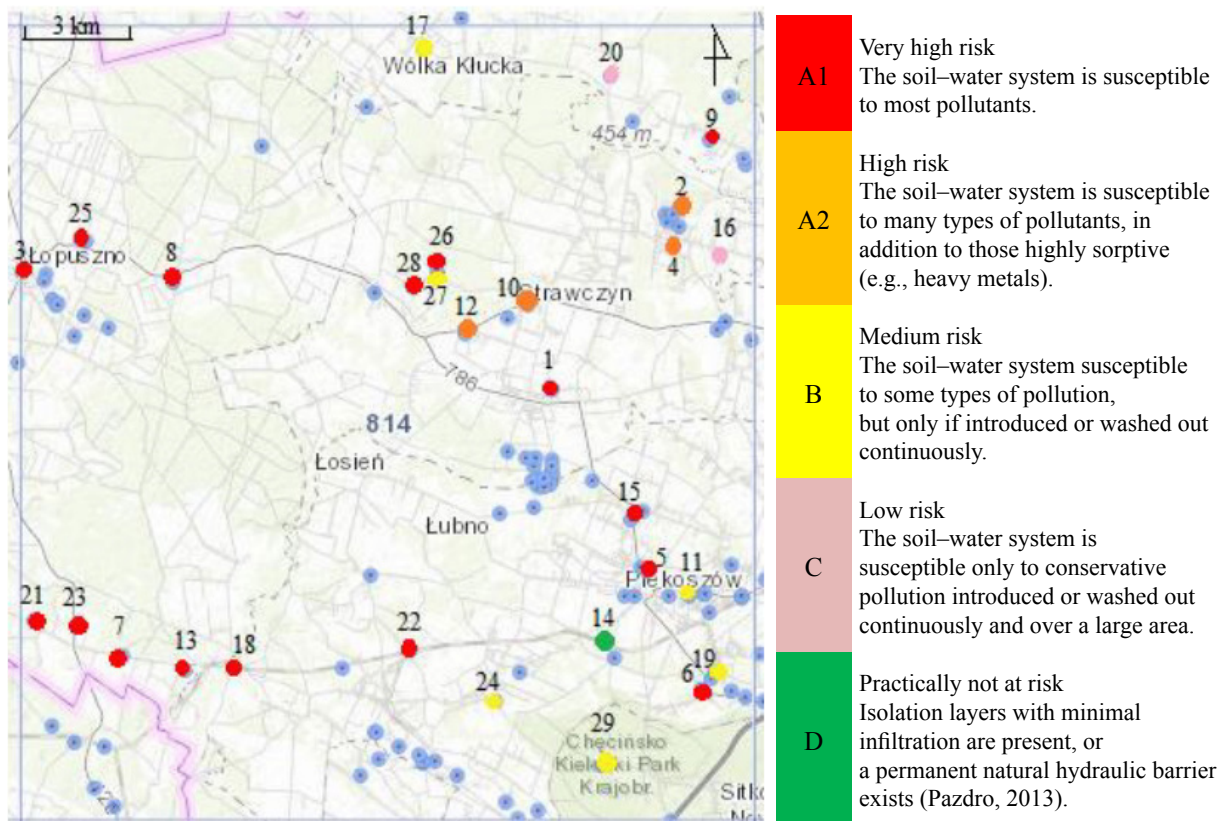 3 km
17
Wólka Kłucka
20
9
454 m
2
25
16
3
Łopuszno
8
26
4
28
27
10
Strawczyn
12
1
786
814
Łosień
15
Łubno
5
11
Piekoszów
21
23
14
7
22
13
18
19
6
24
29
Chęcińsko
Kielecki Park
Krajobr.
A1
Very high risk
The soil–water system is susceptible
to most pollutants.
A2
High risk
The soil–water system is susceptible
to many types of pollutants, in
addition to those highly sorptive
(e.g., heavy metals).
B
Medium risk
The soil–water system susceptible
to some types of pollution,
but only if introduced or washed out
continuously.
C
Low risk
The soil–water system is
susceptible only to conservative
pollution introduced or washed out
continuously and over a large area.
D
Practically not at risk
Isolation layers with minimal
infiltration are present, or
a permanent natural hydraulic barrier
exists (Pazdro, 2013).